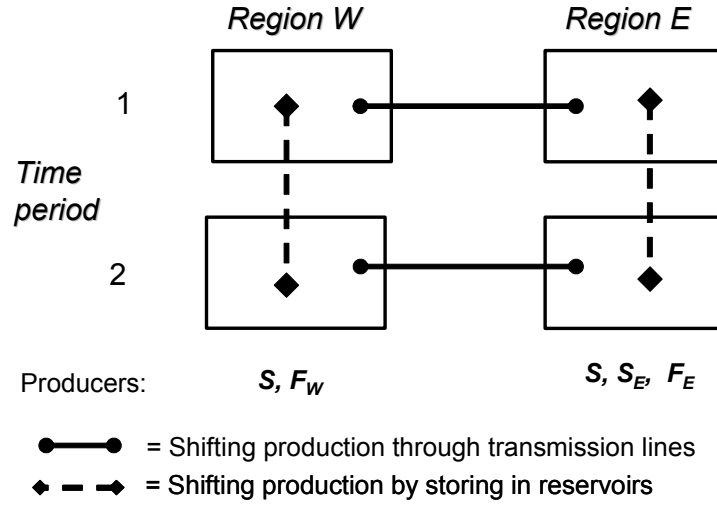 Region W Region E
1
Time
period
2
Producers: S, F_W S, S_E, F_E
= Shifting production through transmission lines
= Shifting production by storing in reservoirs